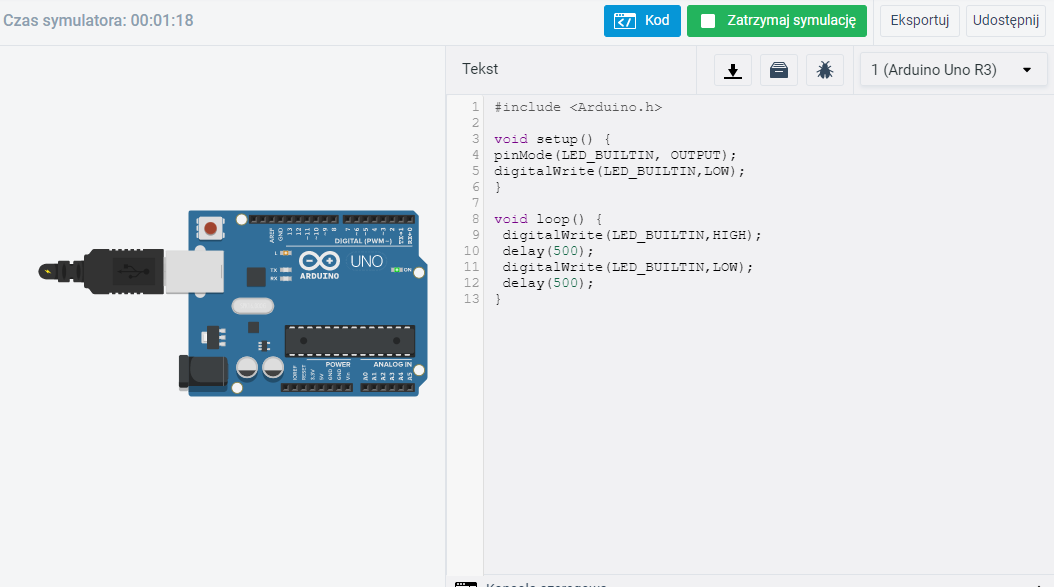 Czas symulatora: 00:01:18
Kod
Zatrzymaj symulację
Eksportuj
Udostępnij
Tekst
1 (Arduino Uno R3)
1 #include <Arduino.h>
2
3 void setup() {
4 pinMode(LED_BUILTIN, OUTPUT);
5 digitalWrite(LED_BUILTIN,LOW);
6 }
7
8 void loop() {
9 digitalWrite(LED_BUILTIN,HIGH);
10 delay(500);
11 digitalWrite(LED_BUILTIN,LOW);
12 delay(500);
13 }
AREF
GND
13
12
~11
~10
~9
8
7
~6
~5
4
~3
2
TX→1
RX←0
DIGITAL (PWM~)
L
TX
RX
ARDUINO
UNO
ON
POWER
ANALOG IN
IOREF
RESET
3.3V
5V
GND
GND
Vin
A0
A1
A2
A3
A4
A5